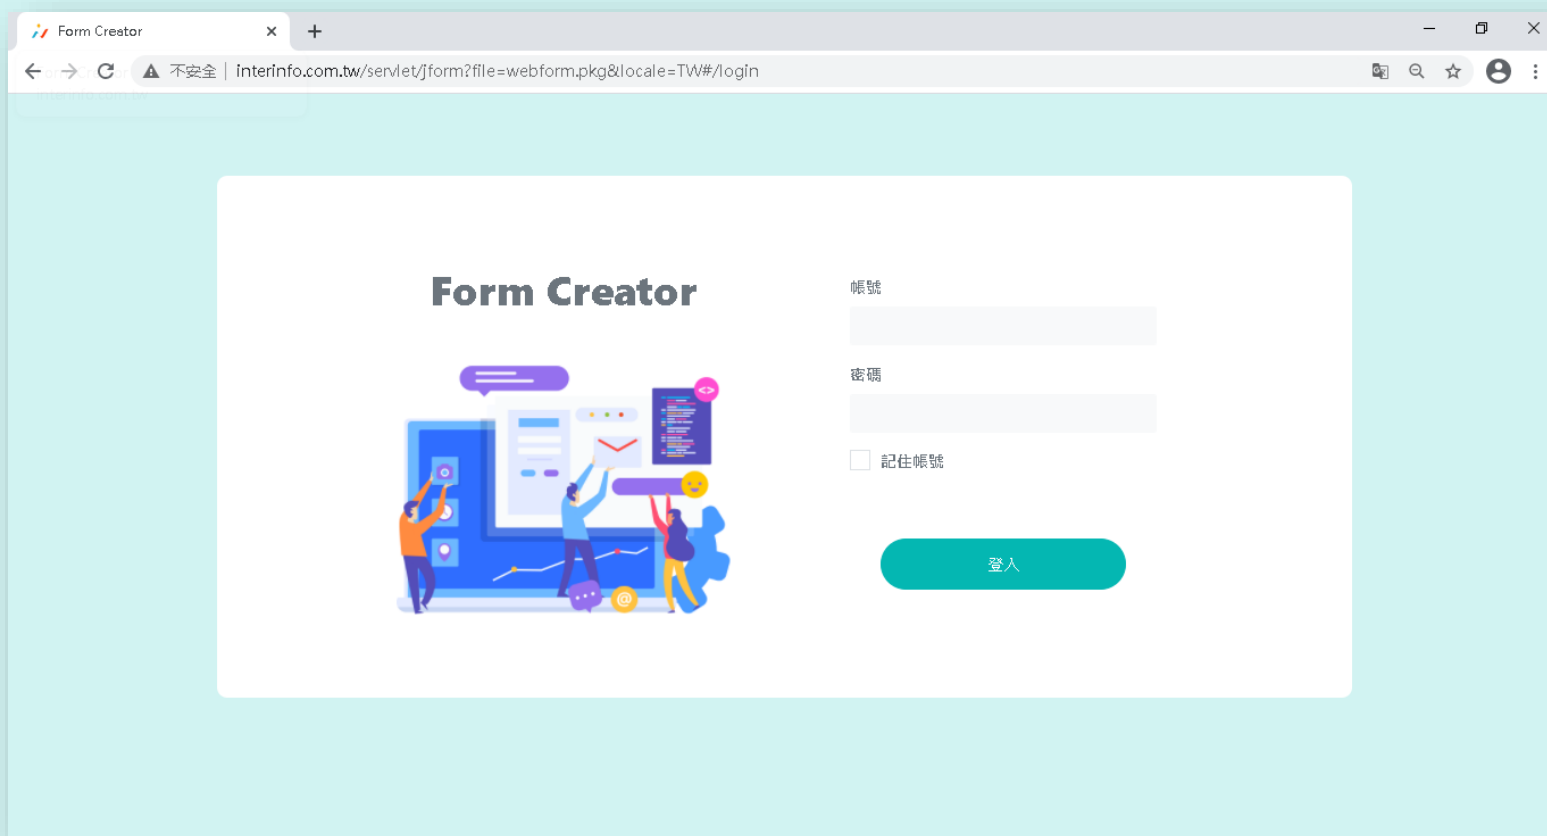 Form Creator
不安全 | interinfo.com.tw/servlet/jform?file=webform.pkg&locale=TW#/login
Form Creator
帳號
密碼
記住帳號
登入